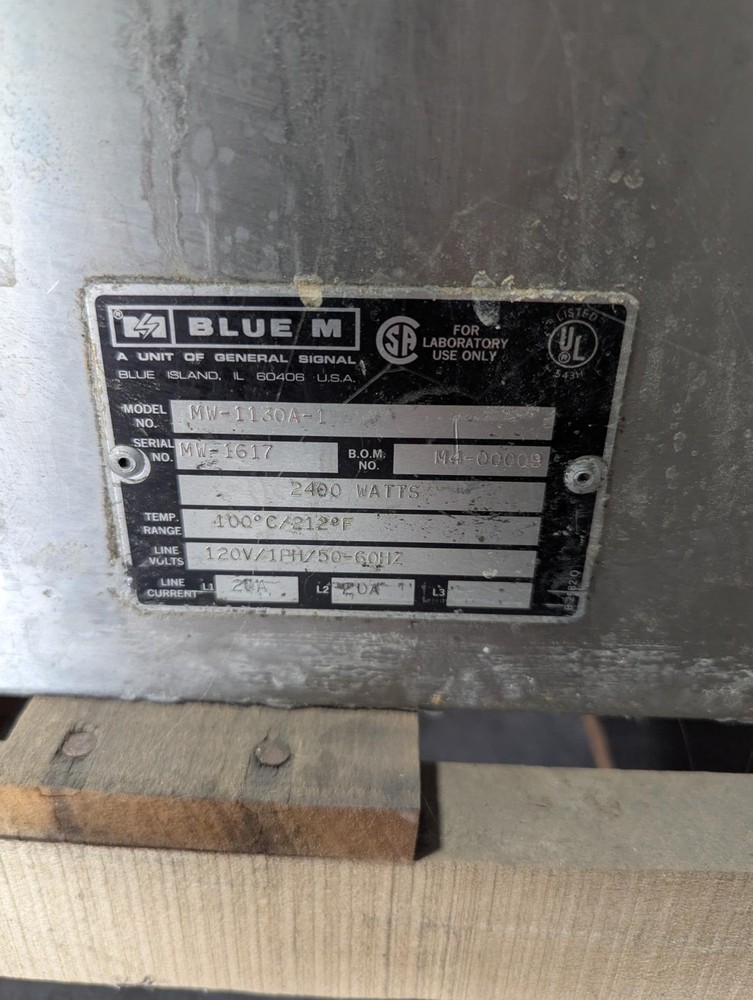 ® BLUE M
A UNIT OF GENERAL SIGNAL
BLUE ISLAND, IL 60406 U.S.A.
SA FOR LABORATORY USE ONLY
LISTED
UL ®
543H
MODEL NO. MW-1130A-1
SERIAL NO. MW-1617 B.O.M. NO. M4-00009
2400 WATTS
TEMP. RANGE 100°C/212°F
LINE VOLTS 120V/1PH/50-60HZ
LINE CURRENT L1 20A L2 20A L3